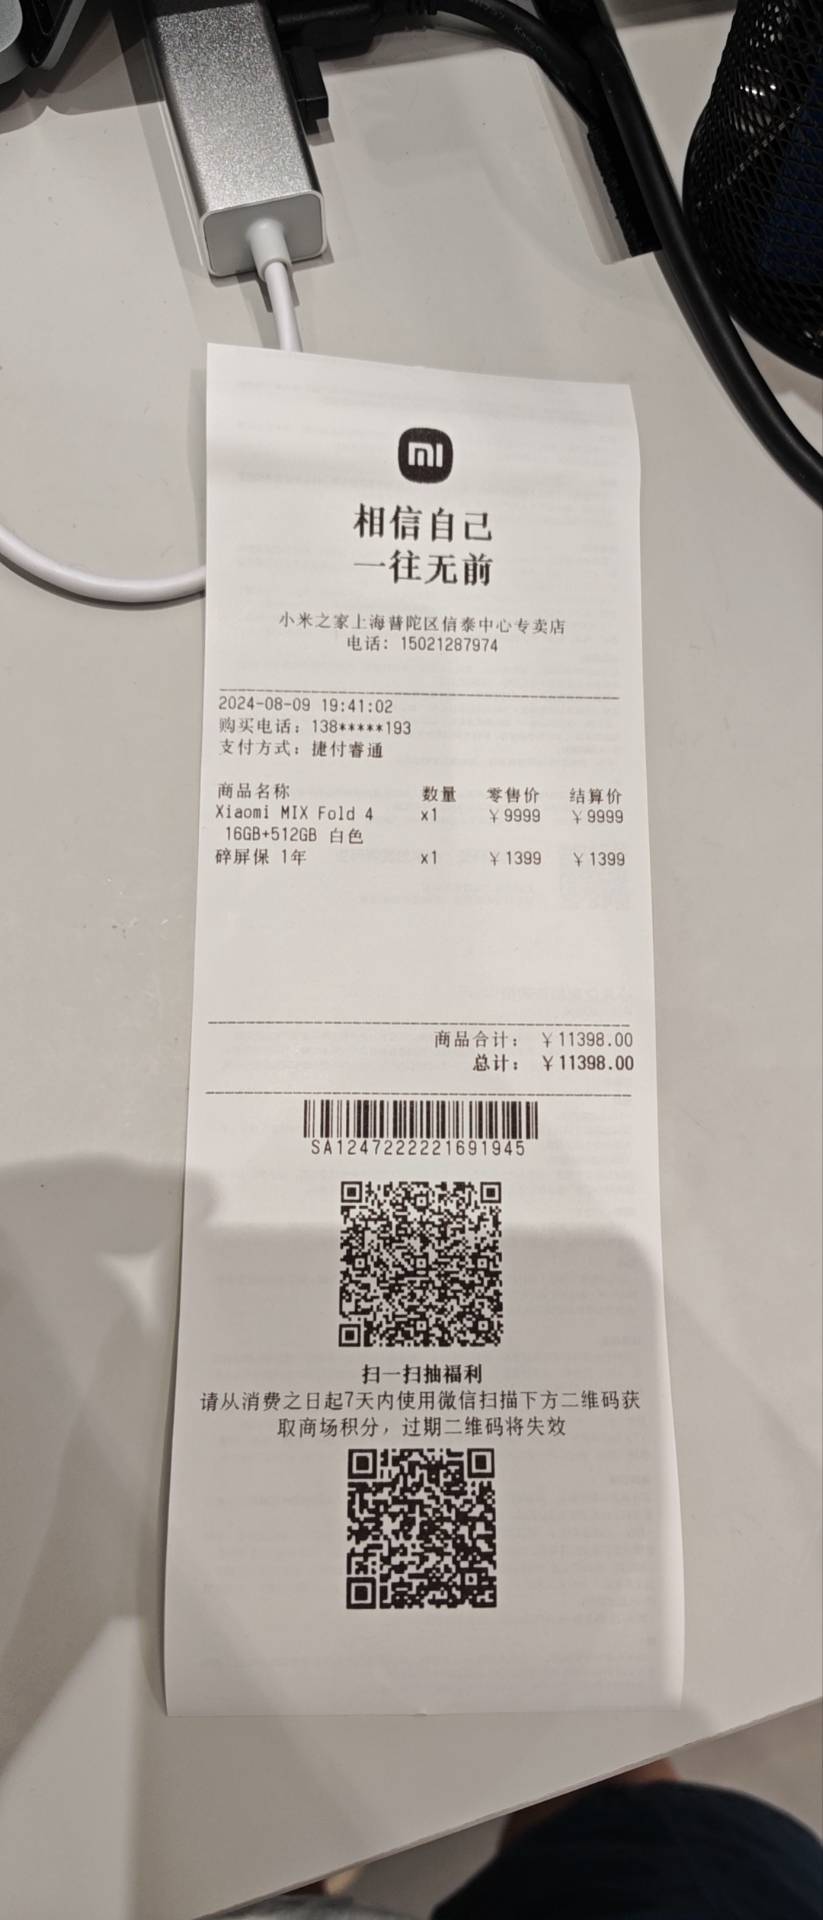 相信自己
一往无前
小米之家上海普陀区信泰中心专卖店
电话: 15021287974
2024-08-09 19:41:02
购买电话: 138*****193
支付方式: 捷付睿通
商品名称 数量 零售价 结算价
Xiaomi MIX Fold 4 x1 ¥9999 ¥9999
16GB+512GB 白色
碎屏保 1年 x1 ¥1399 ¥1399
商品合计: ¥11398.00
总计: ¥11398.00
SA12472222221691945
扫一扫抽福利
请从消费之日起7天内使用微信扫描下方二维码获
取商场积分，过期二维码将失效